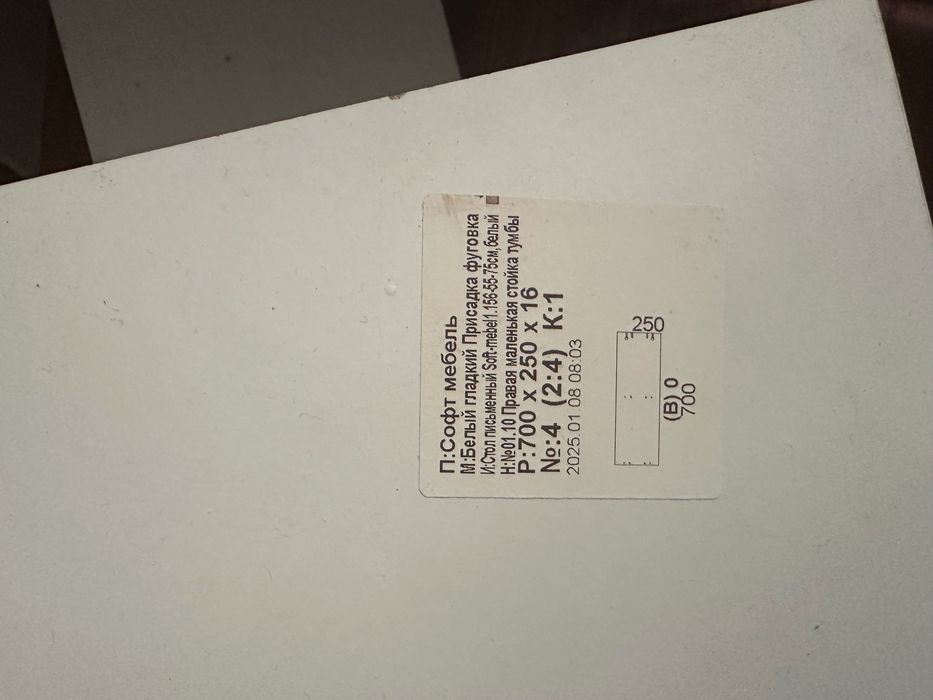 П:Софт мебель
М:Белый гладкий Присадка фуговка
И:Стол письменный Soft-mebel1.156-55-75см,белый
Н:№01.10 Правая маленькая стойка тумбы
Р:700 x 250 x 16
№:4 (2:4) К:1
2025.01.08 08:03
250
(В) 0
700